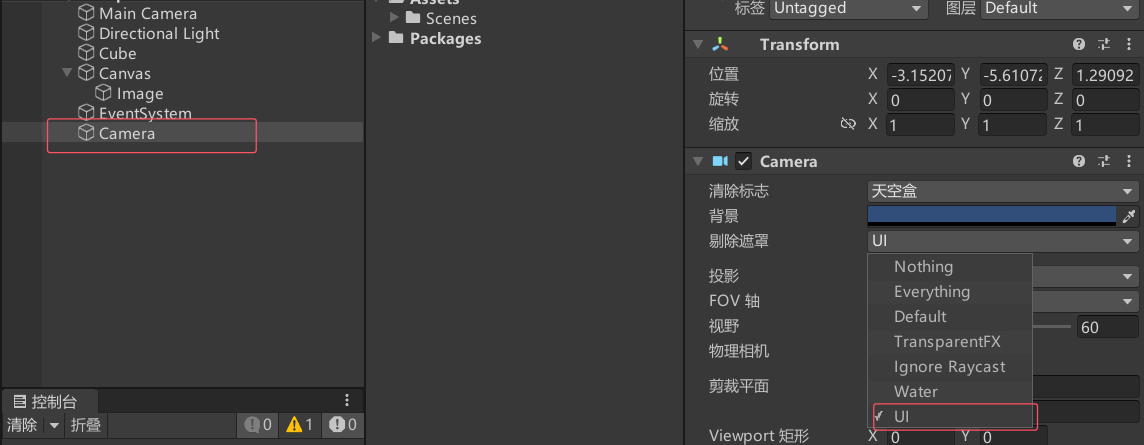 Main Camera
Directional Light
Cube
Canvas
Image
EventSystem
Camera
控制台
清除 折叠 0 1 0
Assets
Scenes
Packages
标签 Untagged 图层 Default
Transform
位置 X -3.15207 Y -5.61072 Z 1.29092
旋转 X 0 Y 0 Z 0
缩放 X 1 Y 1 Z 1
Camera
清除标志 天空盒
背景
剔除遮罩 UI
Nothing
Everything
Default
TransparentFX
Ignore Raycast
Water
UI
投影
FOV 轴
视野 60
物理相机
剪裁平面
Viewport 矩形 X 0 Y 0